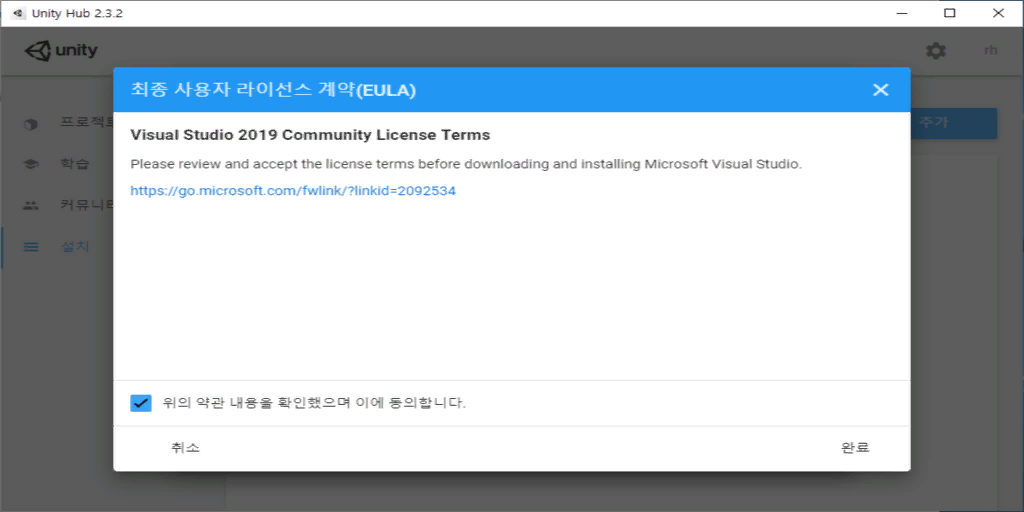 Unity Hub 2.3.2
unity
rh
최종 사용자 라이선스 계약(EULA)
Visual Studio 2019 Community License Terms
Please review and accept the license terms before downloading and installing Microsoft Visual Studio.
https://go.microsoft.com/fwlink/?linkid=2092534
프로젝트
학습
커뮤니티
설치
추가
위의 약관 내용을 확인했으며 이에 동의합니다.
취소
완료